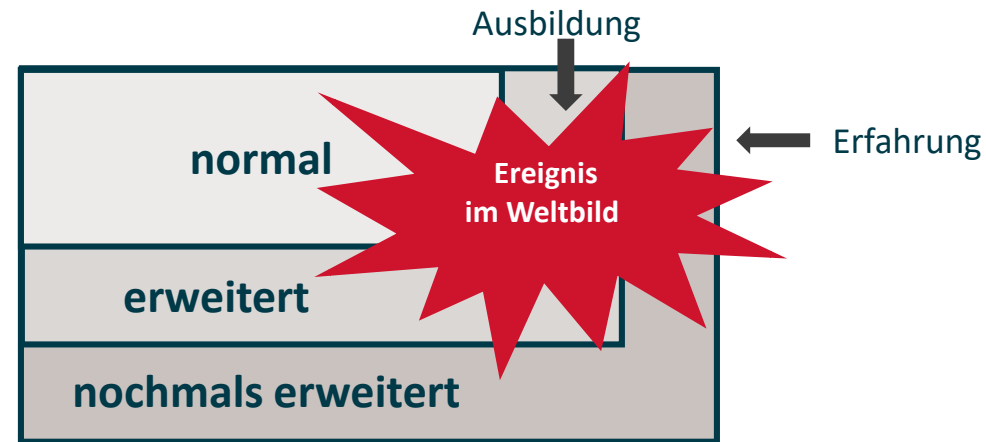 Ausbildung
Erfahrung
normal
Ereignis
im Weltbild
erweitert
nochmals erweitert